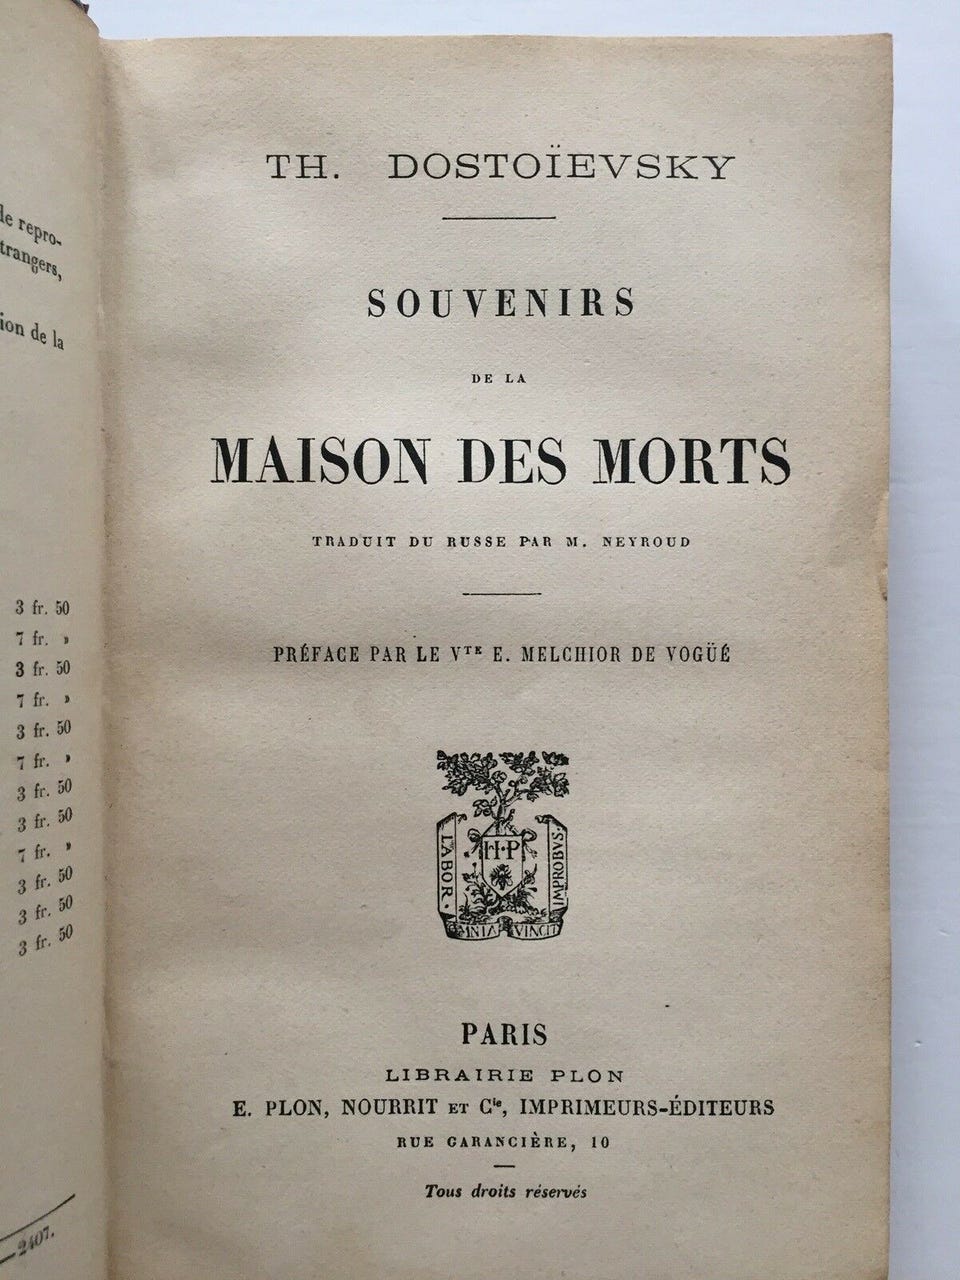 le repro-
trangers,
ion de la
3 fr. 50
7 fr. »
3 fr. 50
7 fr. »
3 fr. 50
7 fr. »
3 fr. 50
3 fr. 50
7 fr. »
3 fr. 50
3 fr. 50
3 fr. 50
2407.
TH. DOSTOÏEVSKY
SOUVENIRS
DE LA
MAISON DES MORTS
TRADUIT DU RUSSE PAR M. NEYROUD
PRÉFACE PAR LE VTE E. MELCHIOR DE VOGÜÉ
LABOR.
H·P
IMPROBVS·
OMNIA VINCIT
PARIS
LIBRAIRIE PLON
E. PLON, NOURRIT ET Cie, IMPRIMEURS-ÉDITEURS
RUE GARANCIÈRE, 10
Tous droits réservés